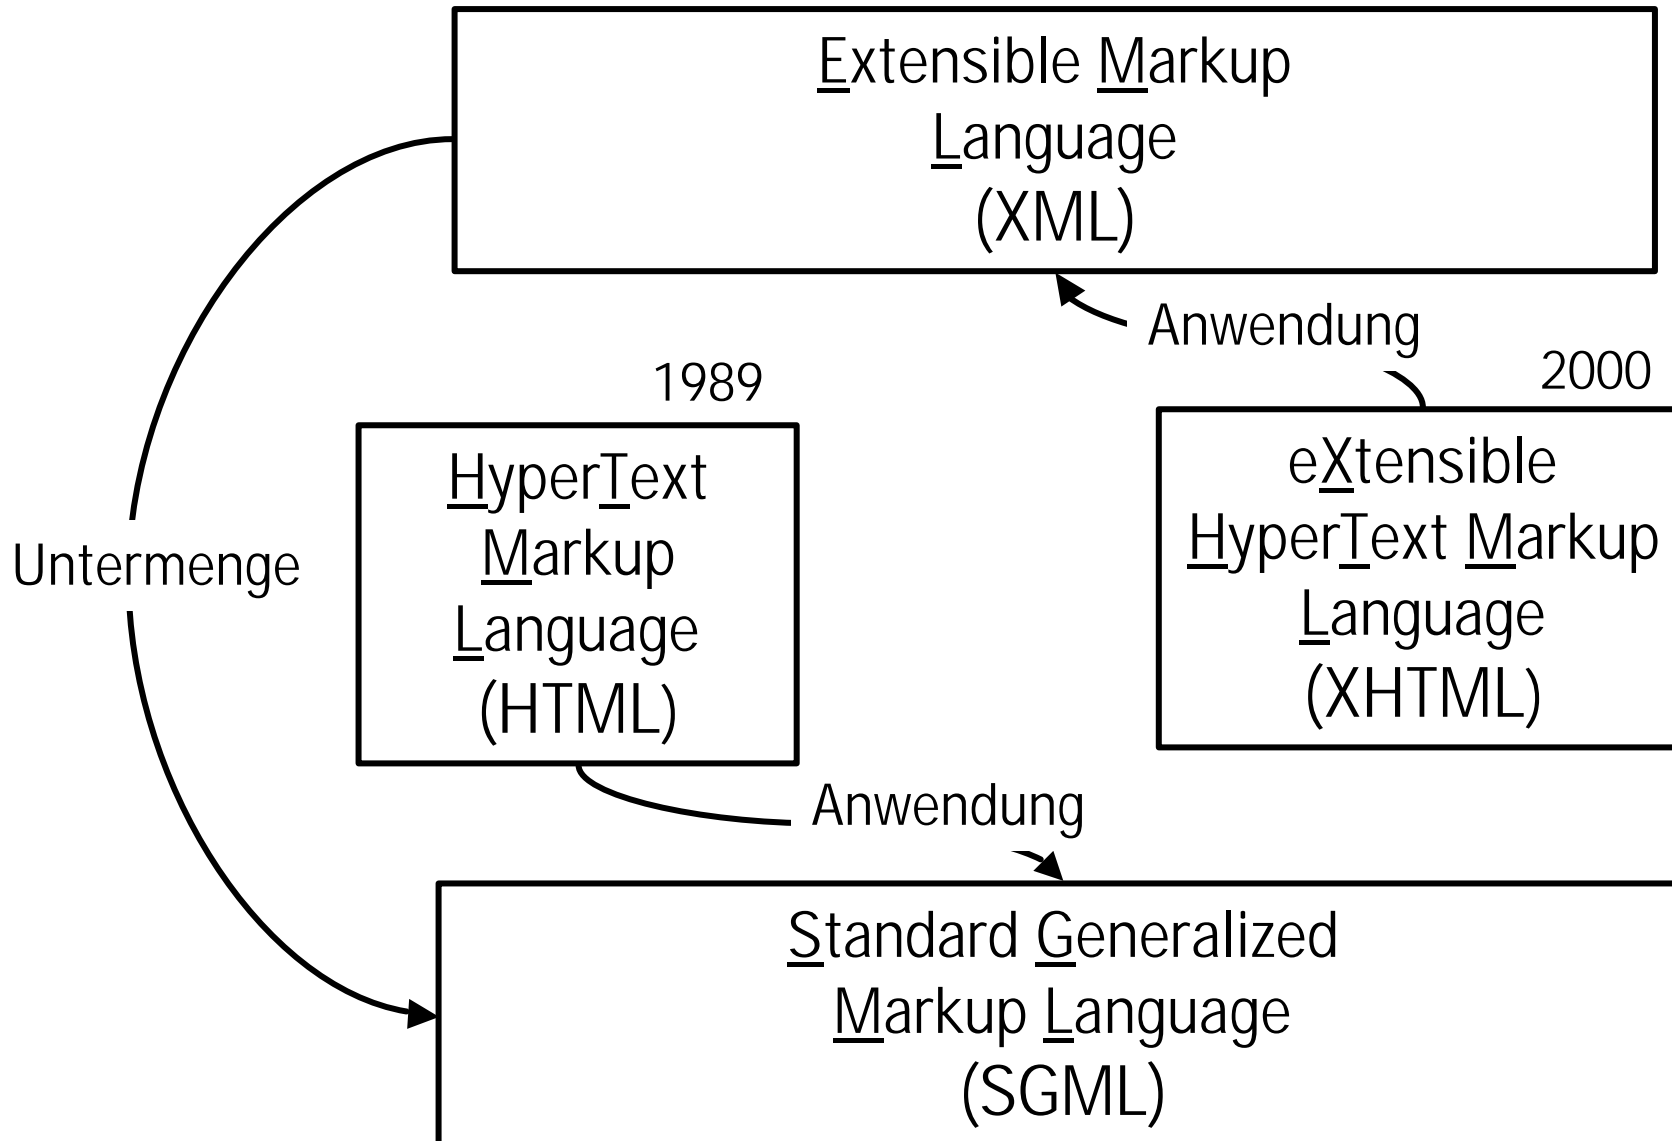 Extensible Markup
Language
(XML)
Anwendung
1989
2000
HyperText
Markup
Language
(HTML)
eXtensible
HyperText Markup
Language
(XHTML)
Untermenge
Anwendung
Standard Generalized
Markup Language
(SGML)